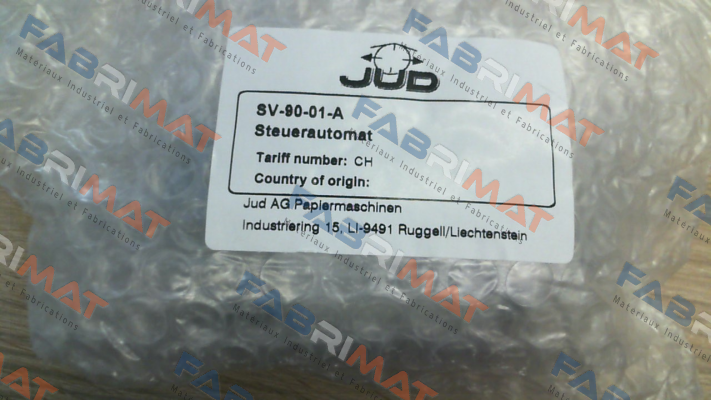 JUD
SV-90-01-A
Steuerautomat
Tariff number: CH
Country of origin:
Jud AG Papiermaschinen
Industriering 15, LI-9491 Ruggell/Liechtenstein
FABRIMAT
Materiaux Industriel et Fabrications